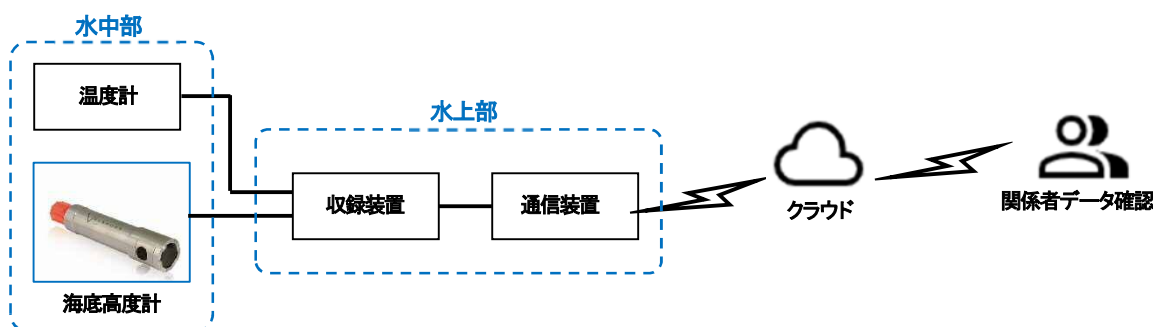 水中部
温度計
水上部
収録装置
通信装置
クラウド
関係者データ確認
海底高度計